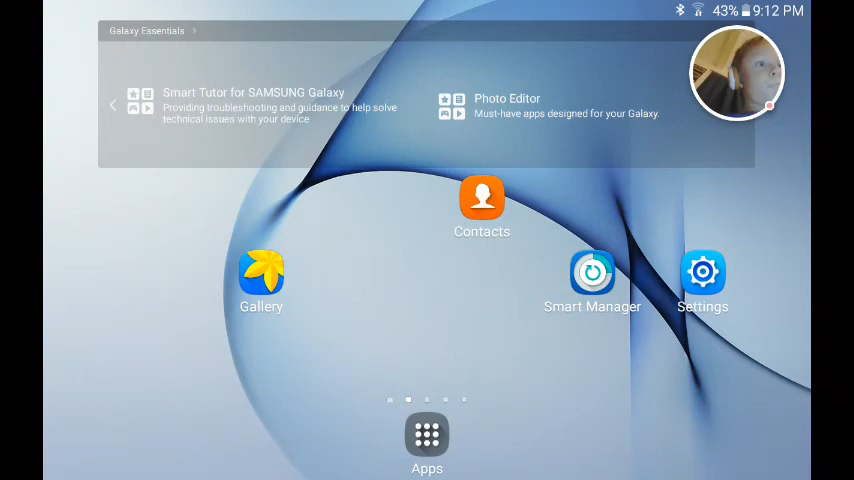 43% 9:12 PM
Galaxy Essentials
Smart Tutor for SAMSUNG Galaxy
Providing troubleshooting and guidance to help solve
technical issues with your device
Photo Editor
Must-have apps designed for your Galaxy.
Contacts
Gallery
Smart Manager
Settings
Apps